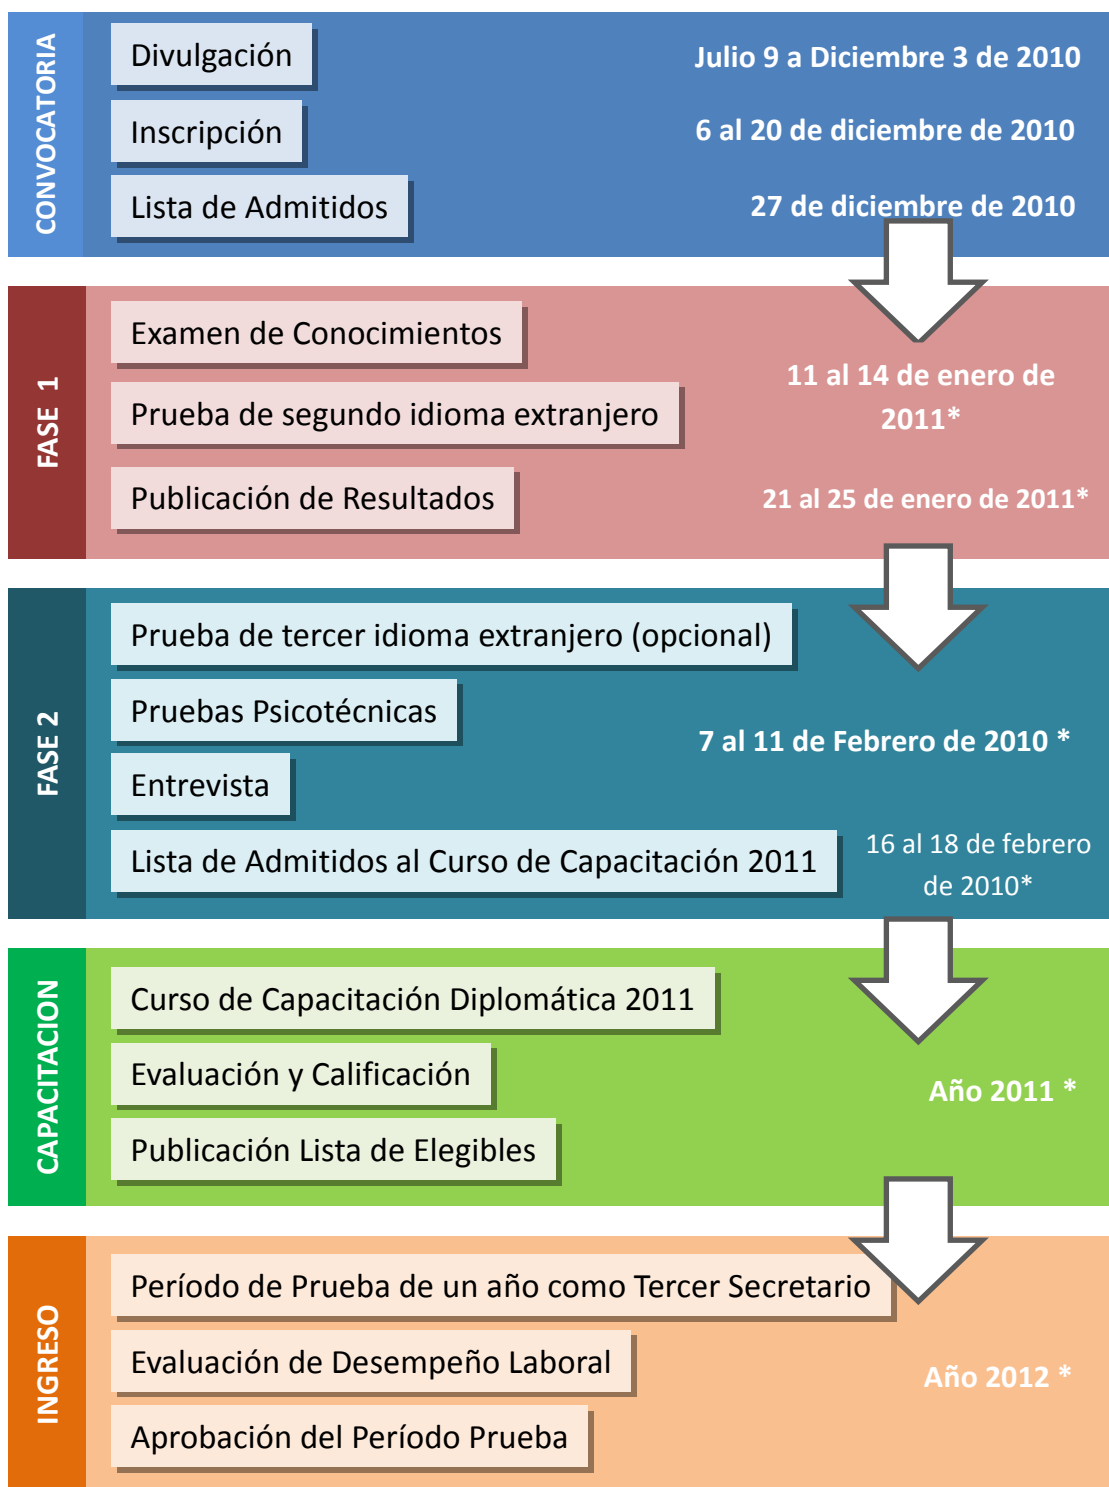 CONVOCATORIA
Divulgación
Julio 9 a Diciembre 3 de 2010
Inscripción
6 al 20 de diciembre de 2010
Lista de Admitidos
27 de diciembre de 2010
FASE 1
Examen de Conocimientos
Prueba de segundo idioma extranjero
11 al 14 de enero de
2011*
Publicación de Resultados
21 al 25 de enero de 2011*
FASE 2
Prueba de tercer idioma extranjero (opcional)
Pruebas Psicotécnicas
Entrevista
7 al 11 de Febrero de 2010 *
Lista de Admitidos al Curso de Capacitación 2011
16 al 18 de febrero
de 2010*
CAPACITACION
Curso de Capacitación Diplomática 2011
Evaluación y Calificación
Publicación Lista de Elegibles
Año 2011 *
INGRESO
Período de Prueba de un año como Tercer Secretario
Evaluación de Desempeño Laboral
Aprobación del Período Prueba
Año 2012 *